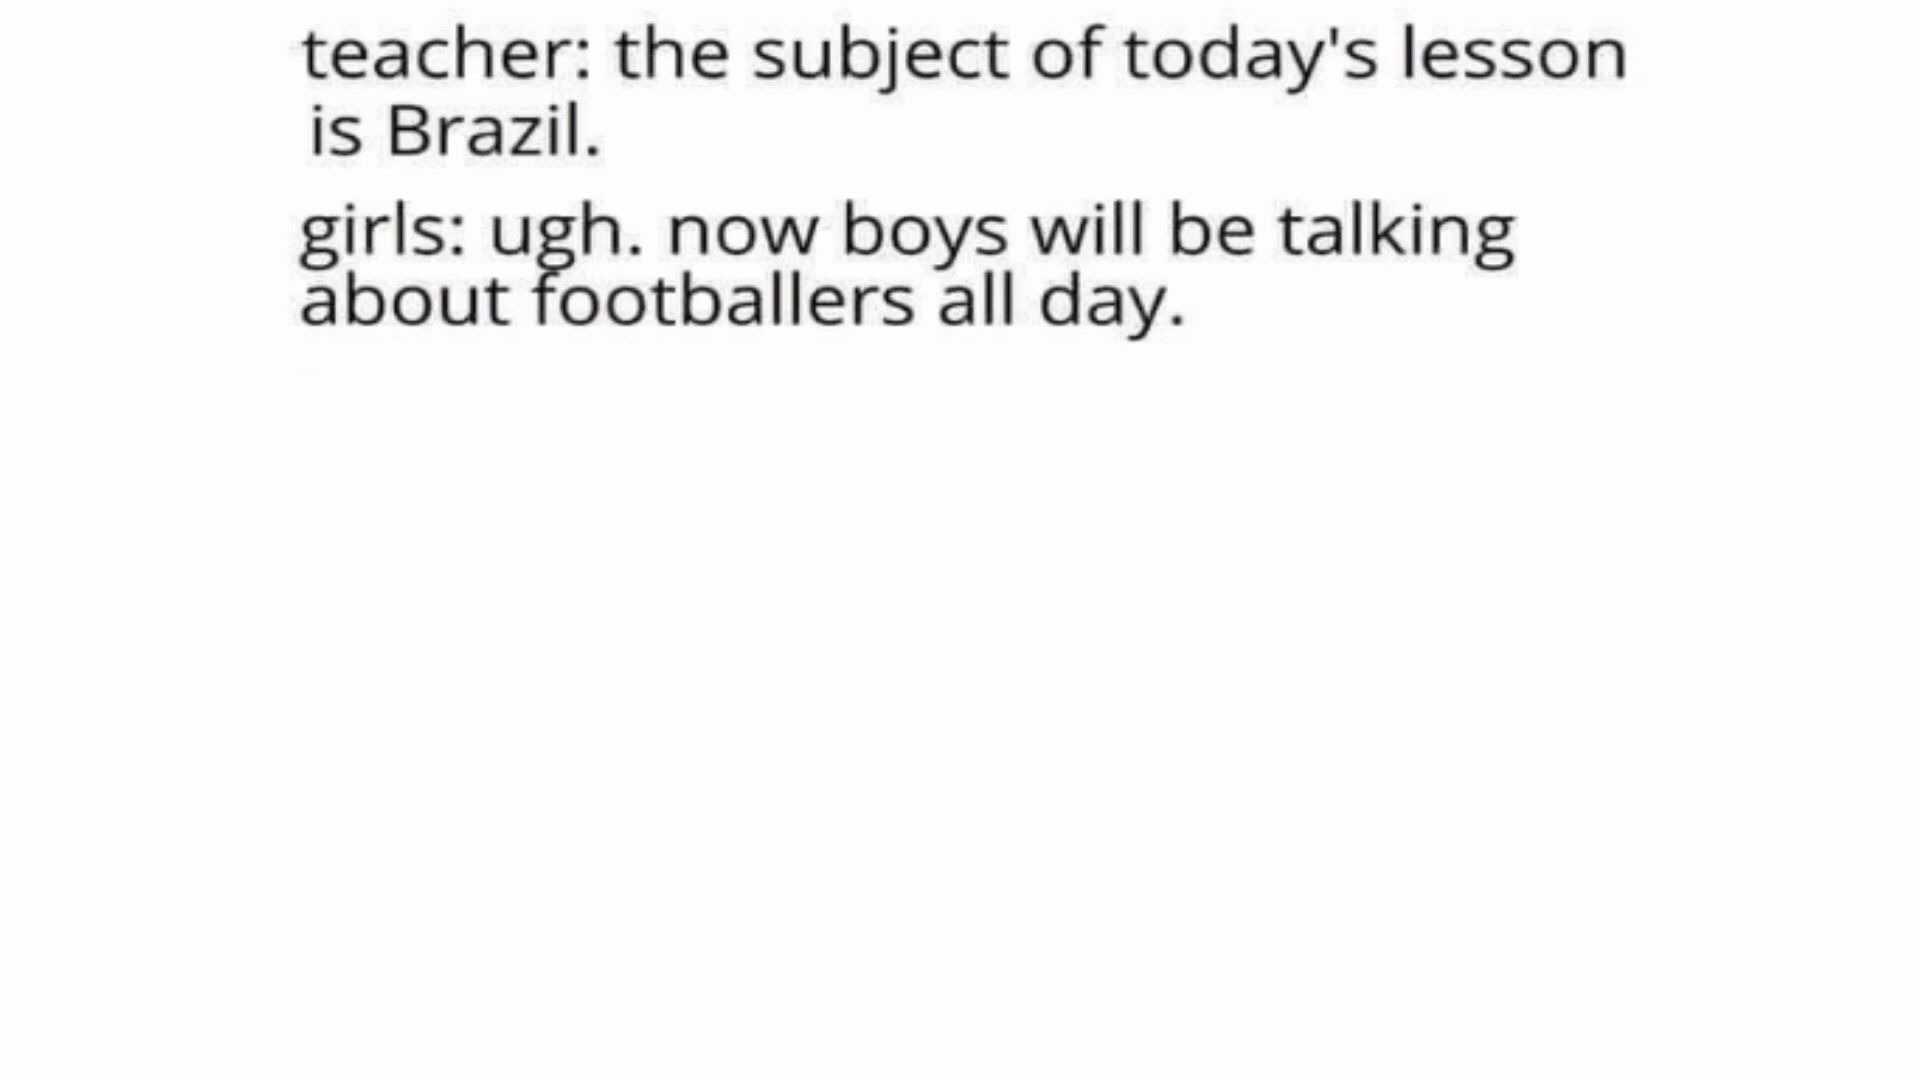 teacher: the subject of today's lesson
is Brazil.
girls: ugh. now boys will be talking
about footballers all day.